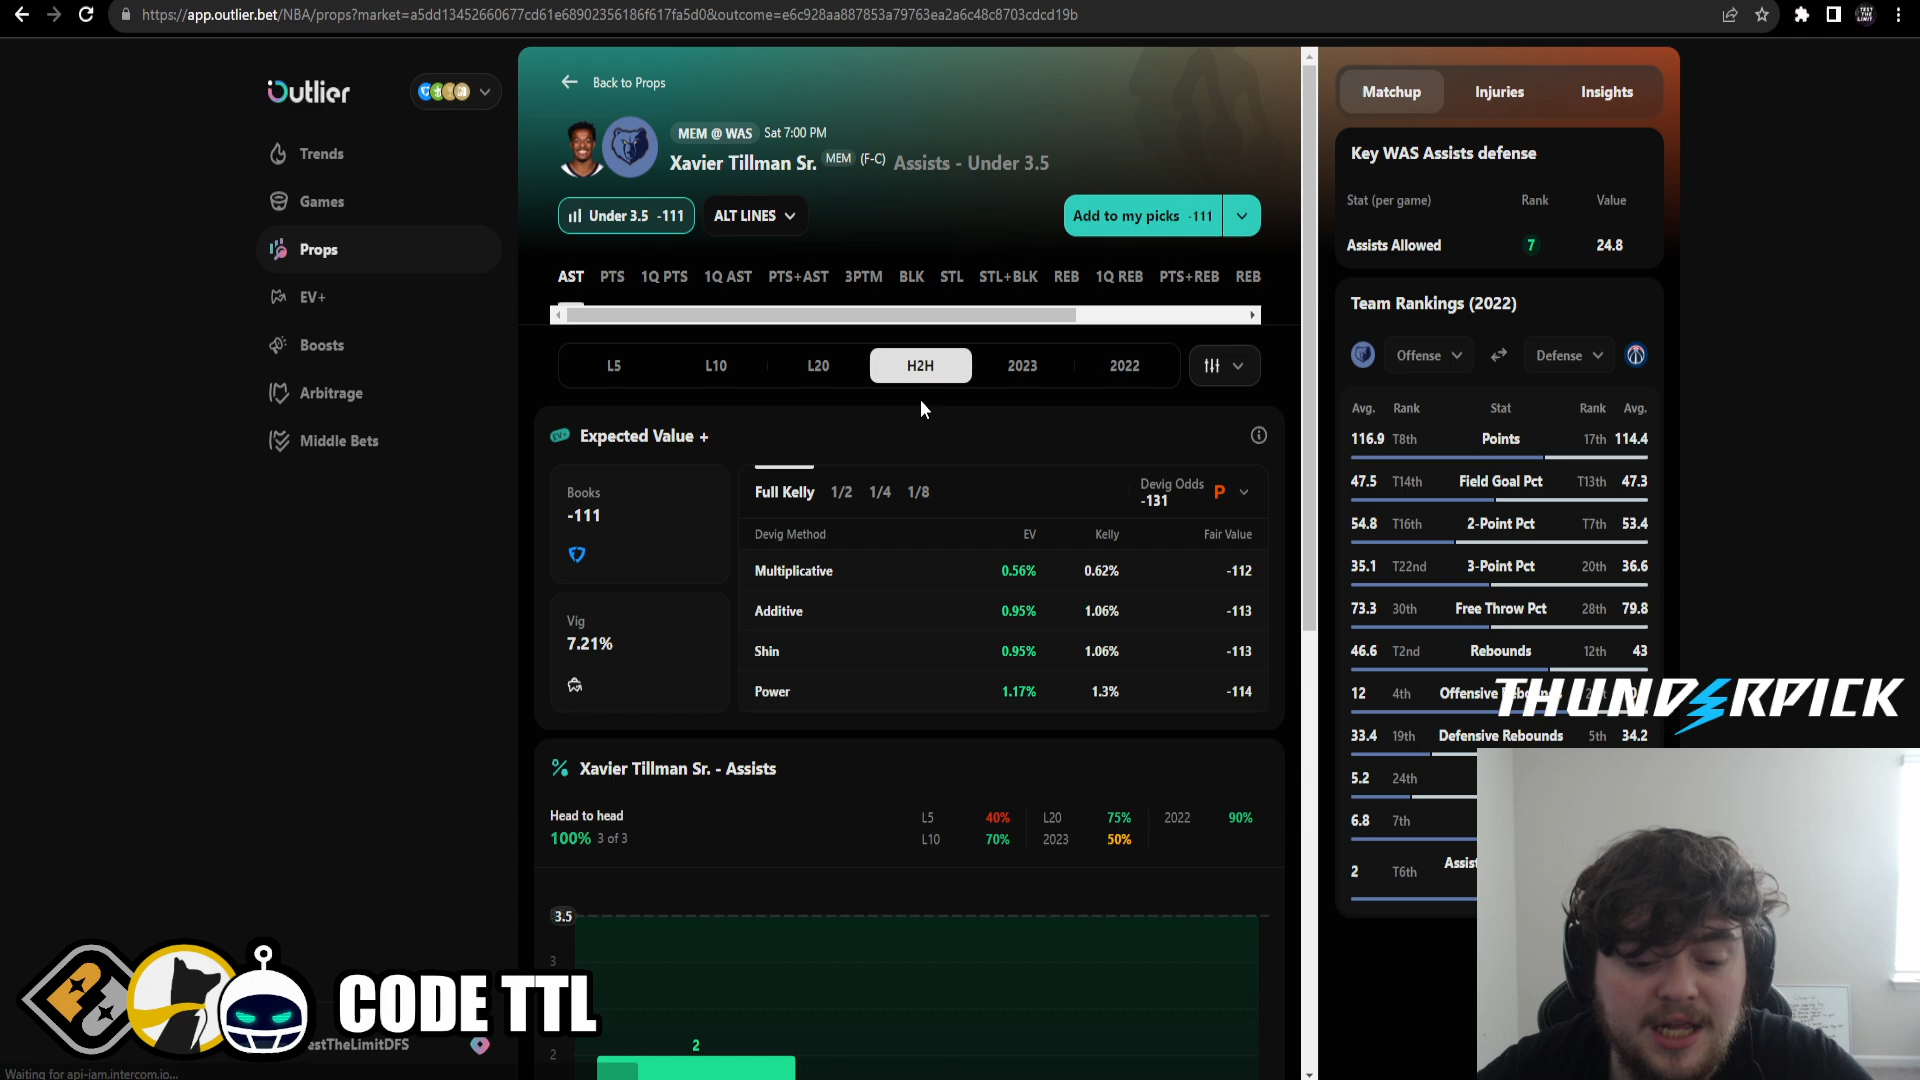 https://app.outlier.bet/NBA/props?market=a5dd13452660677cd61e68902356186f617fa5d0&outcome=e6c928aa887853a79763ea2a6c48c8703cdcd19b
Outlier
Trends
Games
Props
EV+
Boosts
Arbitrage
Middle Bets
Back to Props
MEM @ WAS Sat 7:00 PM
Xavier Tillman Sr. MEM (F-C) Assists - Under 3.5
Under 3.5 -111 ALT LINES
Add to my picks -111
AST PTS 1Q PTS 1Q AST PTS+AST 3PTM BLK STL STL+BLK REB 1Q REB PTS+REB REB
L5 L10 L20 H2H 2023 2022
Expected Value +
Books
-111
Vig
7.21%
Full Kelly 1/2 1/4 1/8
Devig Odds
-131
P
Devig Method EV Kelly Fair Value
Multiplicative 0.56% 0.62% -112
Additive 0.95% 1.06% -113
Shin 0.95% 1.06% -113
Power 1.17% 1.3% -114
Xavier Tillman Sr. - Assists
Head to head
100% 3 of 3
L5 40% L20 75% 2022 90%
L10 70% 2023 50%
3.5
3
2
2
Matchup Injuries Insights
Key WAS Assists defense
Stat (per game) Rank Value
Assists Allowed 7 24.8
Team Rankings (2022)
Offense Defense
Avg. Rank Stat Rank Avg.
116.9 T8th Points 17th 114.4
47.5 T14th Field Goal Pct T13th 47.3
54.8 T16th 2-Point Pct T7th 53.4
35.1 T22nd 3-Point Pct 20th 36.6
73.3 30th Free Throw Pct 28th 79.8
46.6 T2nd Rebounds 12th 43
12 4th Offensive
33.4 19th Defensive Rebounds 5th 34.2
5.2 24th
6.8 7th
2 T6th Assist
THUNDERPICK
CODE TTL
estTheLimitDFS
Waiting for api-iam.intercom.io...
TEST THE LIMIT